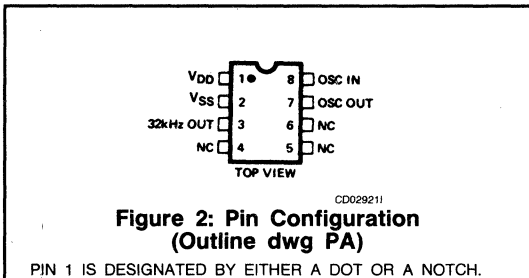 VDD 1 8 OSC IN
VSS 2 7 OSC OUT
32kHz OUT 3 6 NC
NC 4 5 NC
TOP VIEW
CD02921I
Figure 2: Pin Configuration
(Outline dwg PA)
PIN 1 IS DESIGNATED BY EITHER A DOT OR A NOTCH.